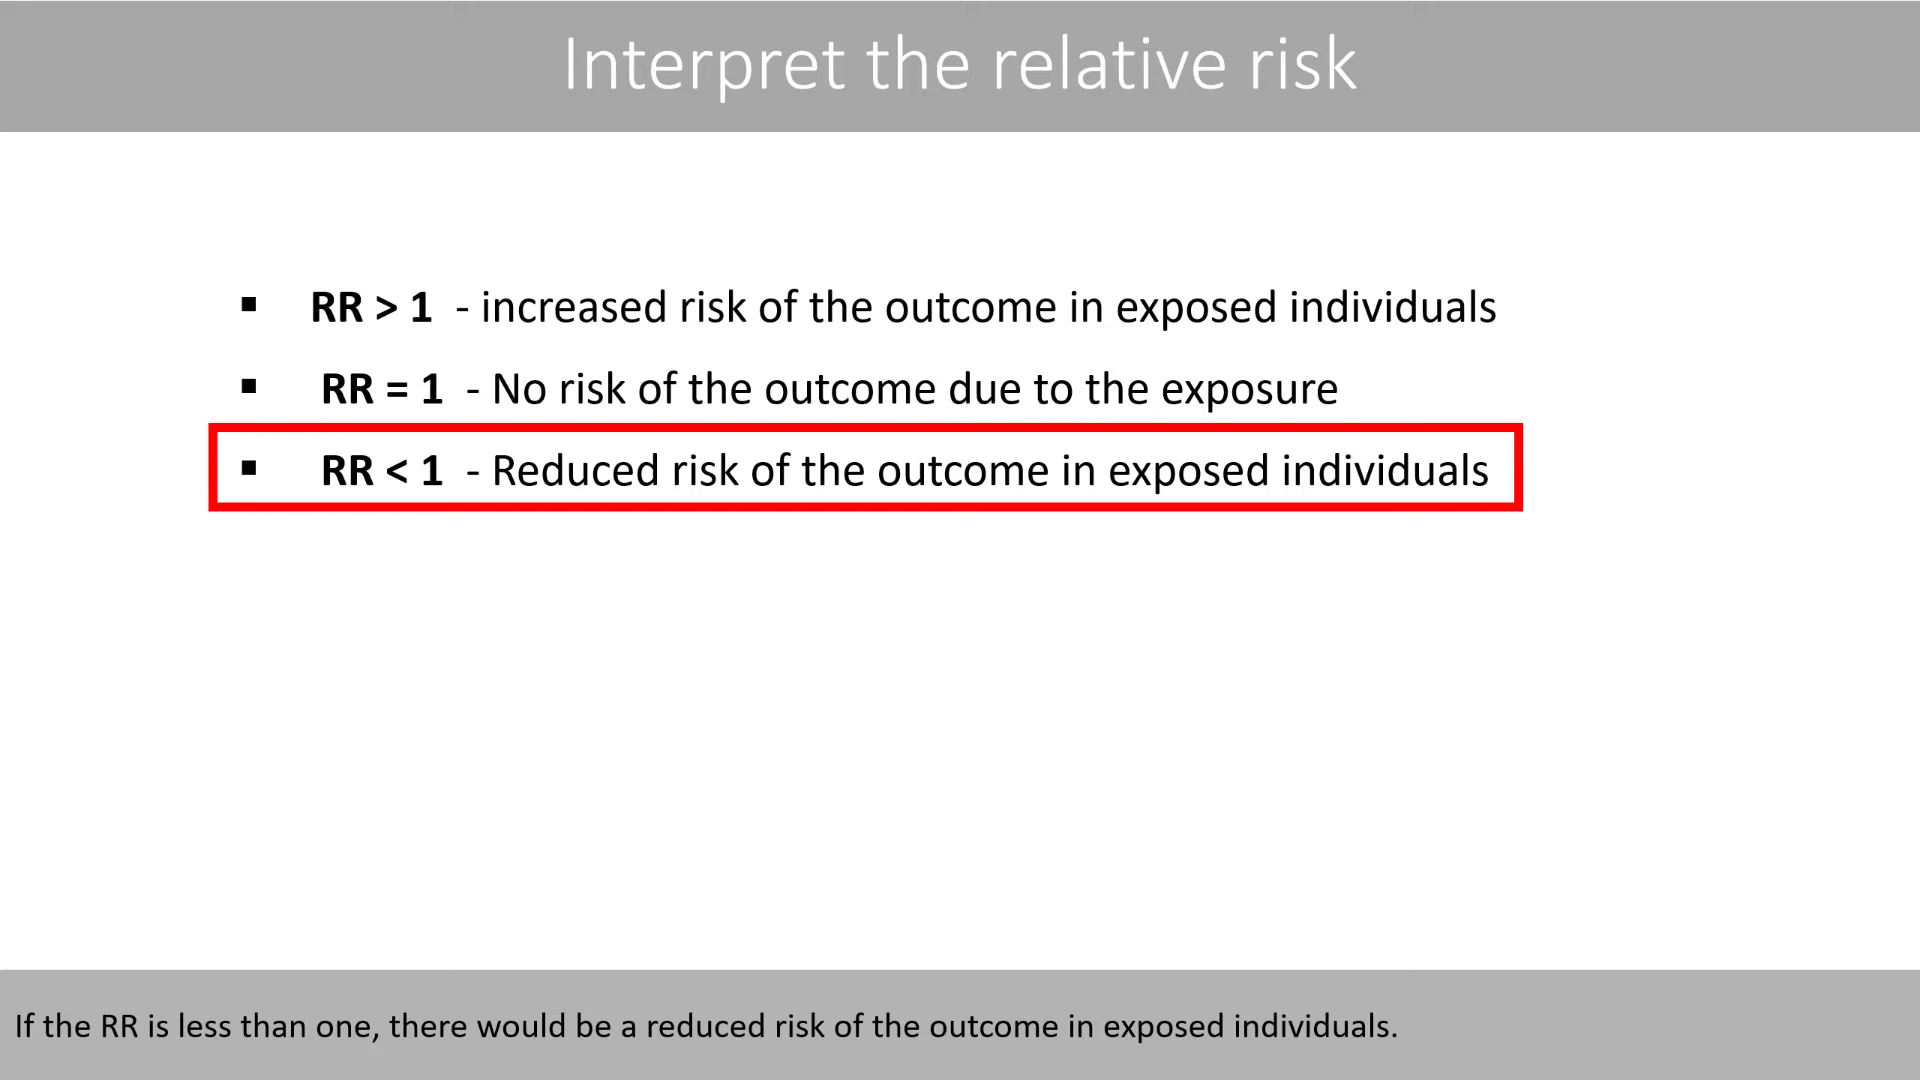 Interpret the relative risk
▪ RR > 1 - increased risk of the outcome in exposed individuals
▪ RR = 1 - No risk of the outcome due to the exposure
▪ RR < 1 - Reduced risk of the outcome in exposed individuals
If the RR is less than one, there would be a reduced risk of the outcome in exposed individuals.